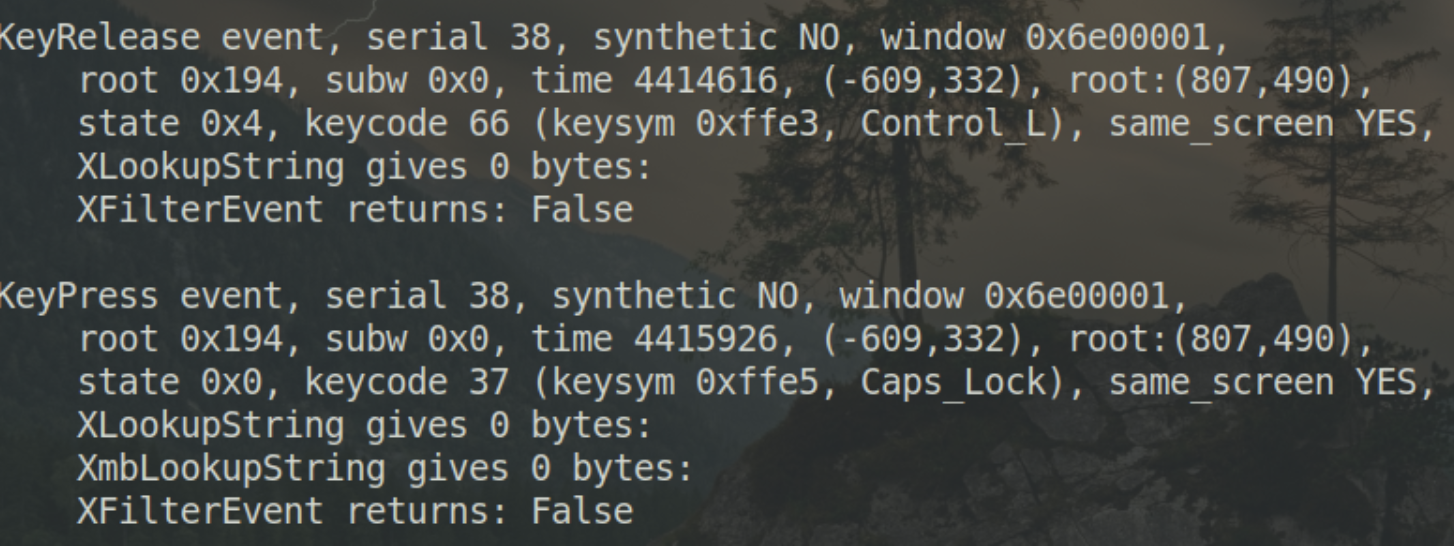 KeyRelease event, serial 38, synthetic NO, window 0x6e00001,
root 0x194, subw 0x0, time 4414616, (-609,332), root:(807,490),
state 0x4, keycode 66 (keysym 0xffe3, Control_L), same_screen YES,
XLookupString gives 0 bytes:
XFilterEvent returns: False
KeyPress event, serial 38, synthetic NO, window 0x6e00001,
root 0x194, subw 0x0, time 4415926, (-609,332), root:(807,490),
state 0x0, keycode 37 (keysym 0xffe5, Caps_Lock), same_screen YES,
XLookupString gives 0 bytes:
XmbLookupString gives 0 bytes:
XFilterEvent returns: False